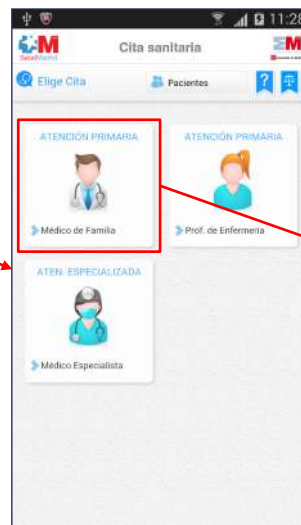 11:28
SaludMadrid
Cita sanitaria
Elige Cita
Pacientes
?
ATENCIÓN PRIMARIA
ATENCIÓN PRIMARIA
Médico de Familia
Prof. de Enfermería
ATEN. ESPECIALIZADA
Médico Especialista